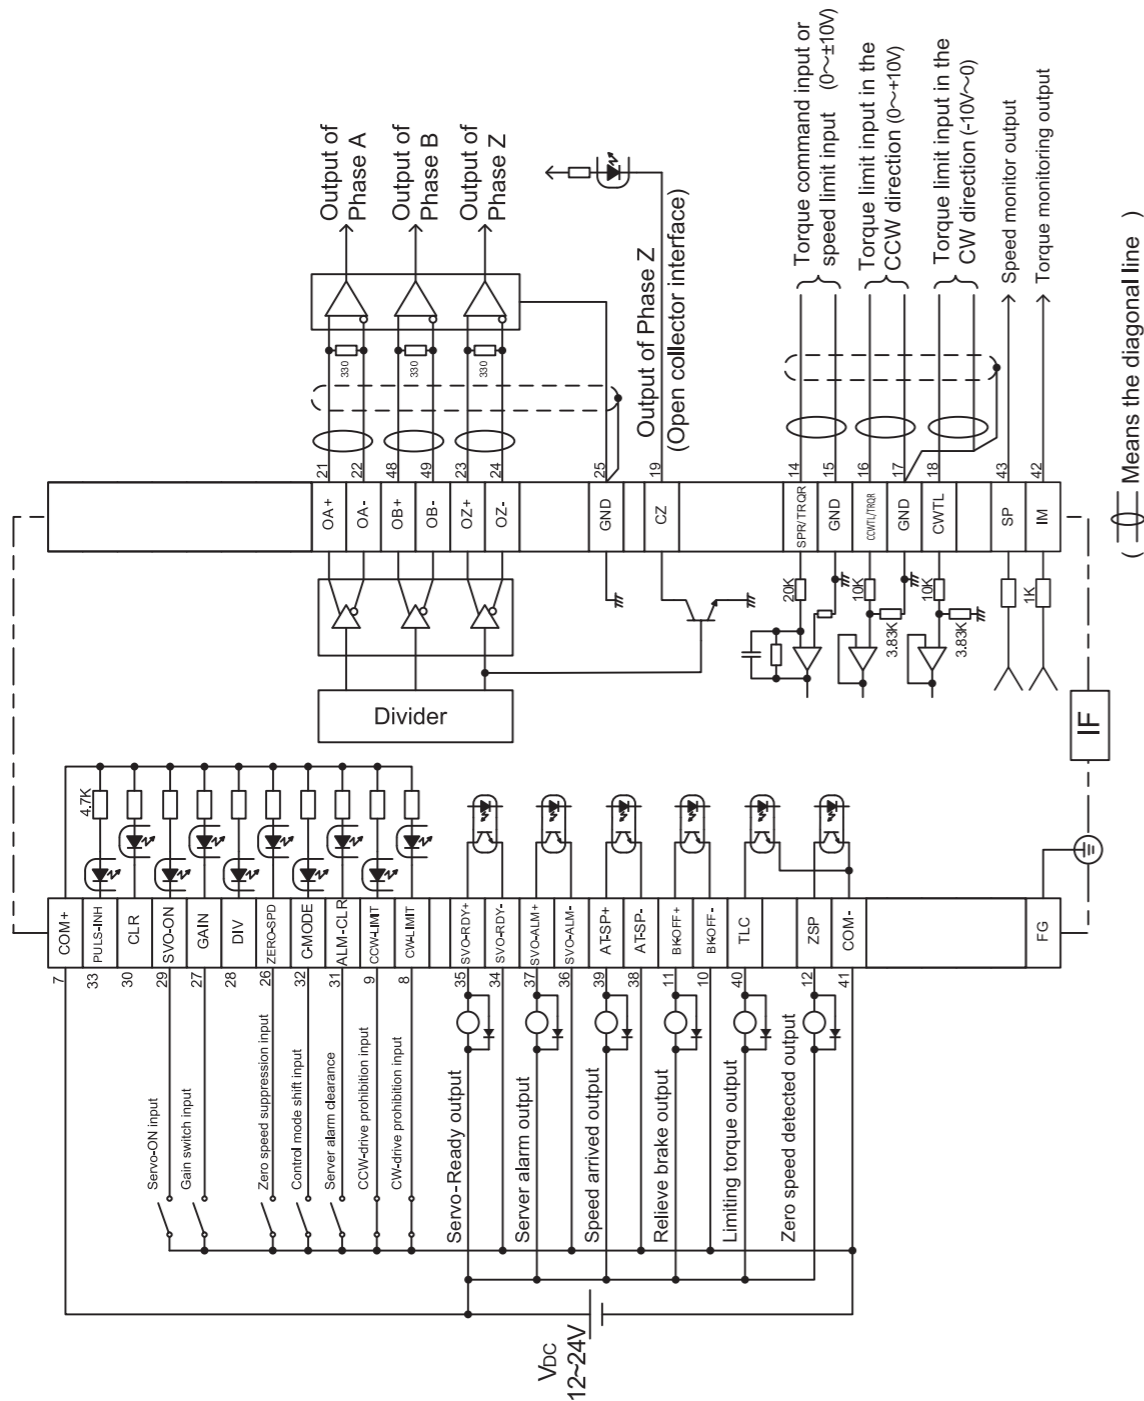 VDC
12~24V
Servo-ON input
Gain switch input
Zero speed suppression input
Control mode shift input
Server alarm clearance
CCW-drive prohibition input
CW-drive prohibition input
Servo-Ready output
Server alarm output
Speed arrived output
Relieve brake output
Limiting torque output
Zero speed detected output
7
COM+
33
PULS-INH
30
CLR
29
SVO-ON
27
GAIN
28
DIV
26
ZERO-SPD
32
C-MODE
31
ALM-CLR
9
CCW-LIMIT
8
CW-LIMIT
35
SVO-RDY+
34
SVO-RDY-
37
SVO-ALM+
36
SVO-ALM-
39
AT-SP+
38
AT-SP-
11
BK-OFF+
10
BK-OFF-
40
TLC
12
ZSP
41
COM-
FG
4.7K
Divider
IF
OA+
21
OA-
22
OB+
48
OB-
49
OZ+
23
OZ-
24
GND
25
CZ
19
SPR/TRQR
14
GND
15
CCWTL/TRQR
16
GND
17
CWTL
18
SP
43
IM
42
20K
10K
3.83K
10K
3.83K
1K
330
330
330
Output of
Phase A
Output of
Phase B
Output of
Phase Z
Output of Phase Z
(Open collector interface)
Torque command input or
speed limit input (0~±10V)
Torque limit input in the
CCW direction (0~+10V)
Torque limit input in the
CW direction (-10V~0)
Speed monitor output
Torque monitoring output
( Means the diagonal line )